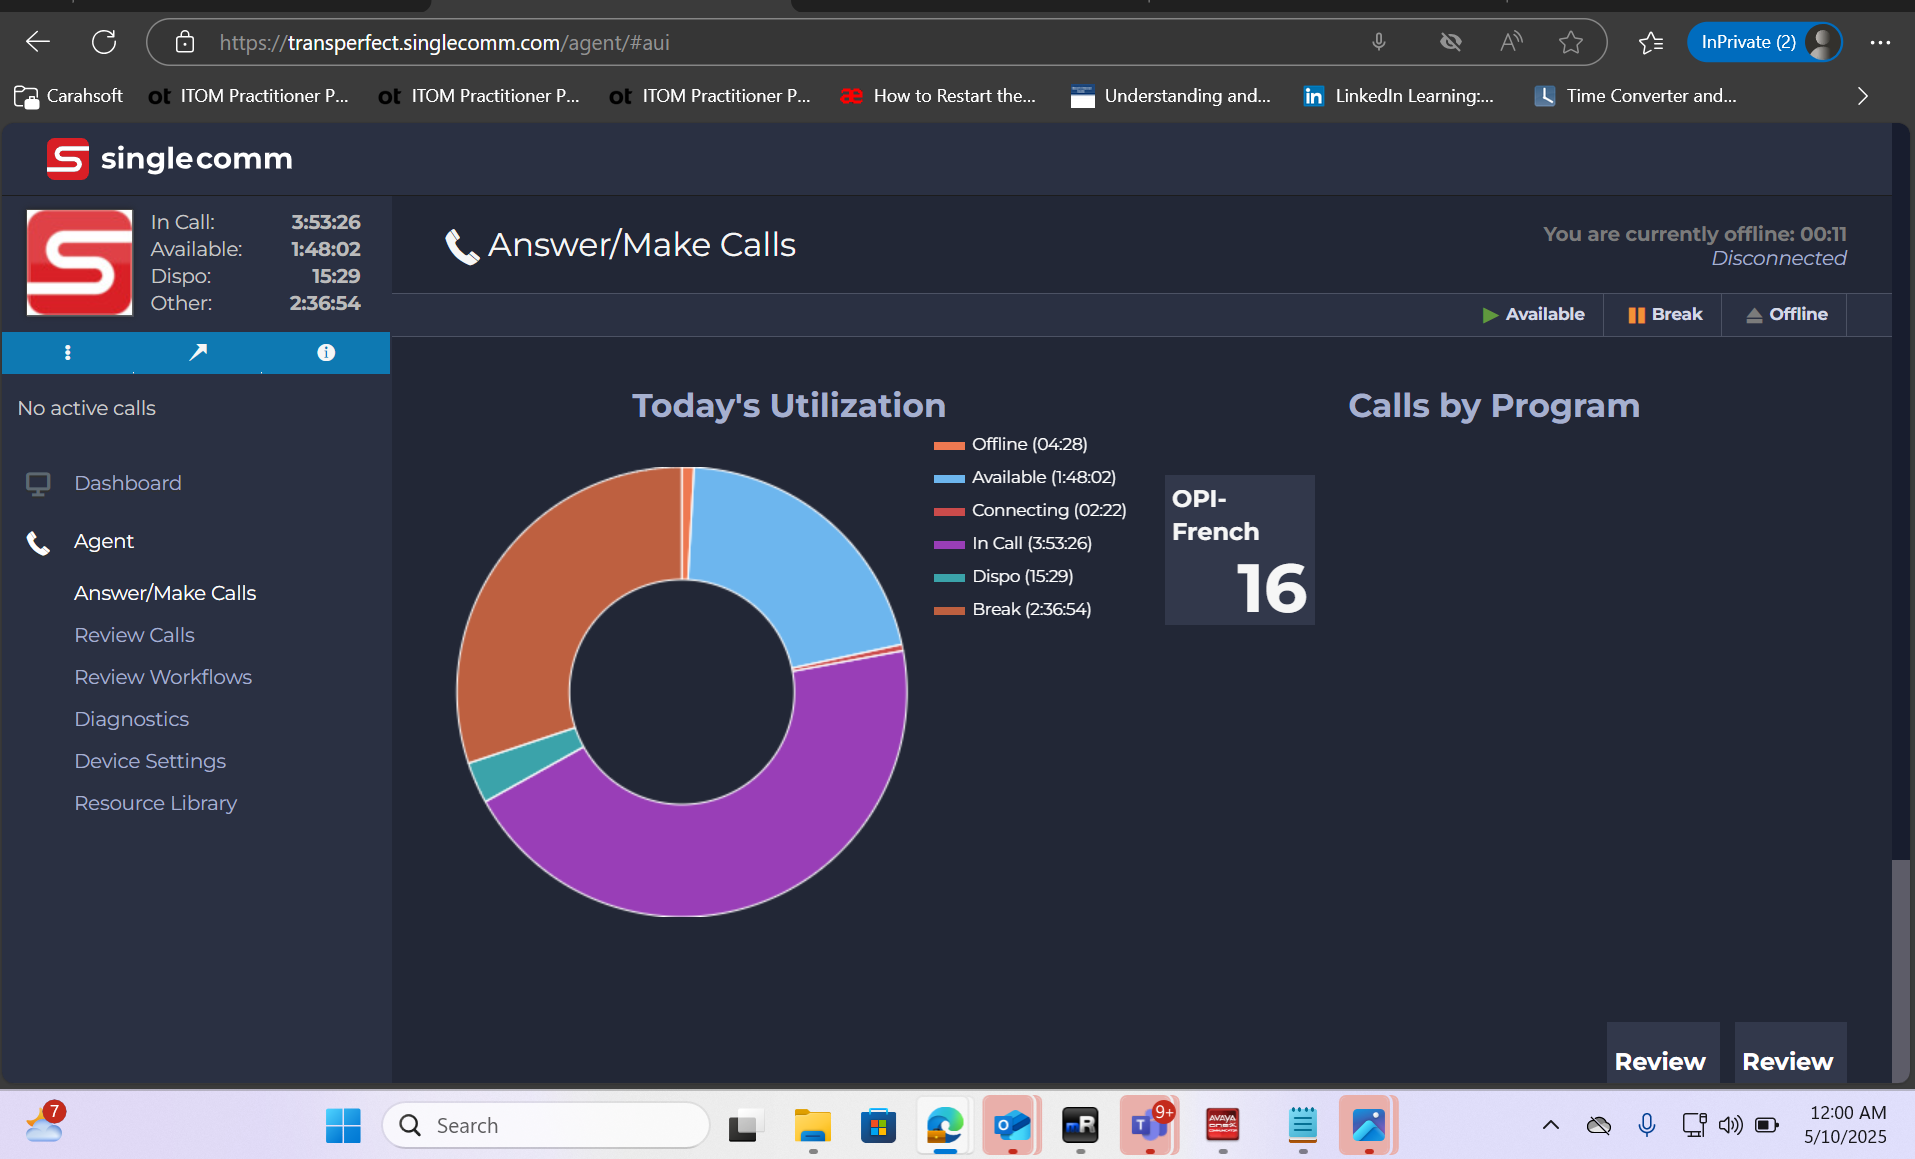 https://transperfect.singlecomm.com/agent/#aui
InPrivate (2)
Carahsoft
ot ITOM Practitioner P...
ot ITOM Practitioner P...
ot ITOM Practitioner P...
æ How to Restart the...
Understanding and...
in LinkedIn Learning:...
Time Converter and...
singlecomm
In Call: 3:53:26
Available: 1:48:02
Dispo: 15:29
Other: 2:36:54
Answer/Make Calls
You are currently offline: 00:11
Disconnected
Available
Break
Offline
No active calls
Dashboard
Agent
Answer/Make Calls
Review Calls
Review Workflows
Diagnostics
Device Settings
Resource Library
Today's Utilization
Offline (04:28)
Available (1:48:02)
Connecting (02:22)
In Call (3:53:26)
Dispo (15:29)
Break (2:36:54)
Calls by Program
OPI-
French
16
Review
Review
7
Search
9+
12:00 AM
5/10/2025